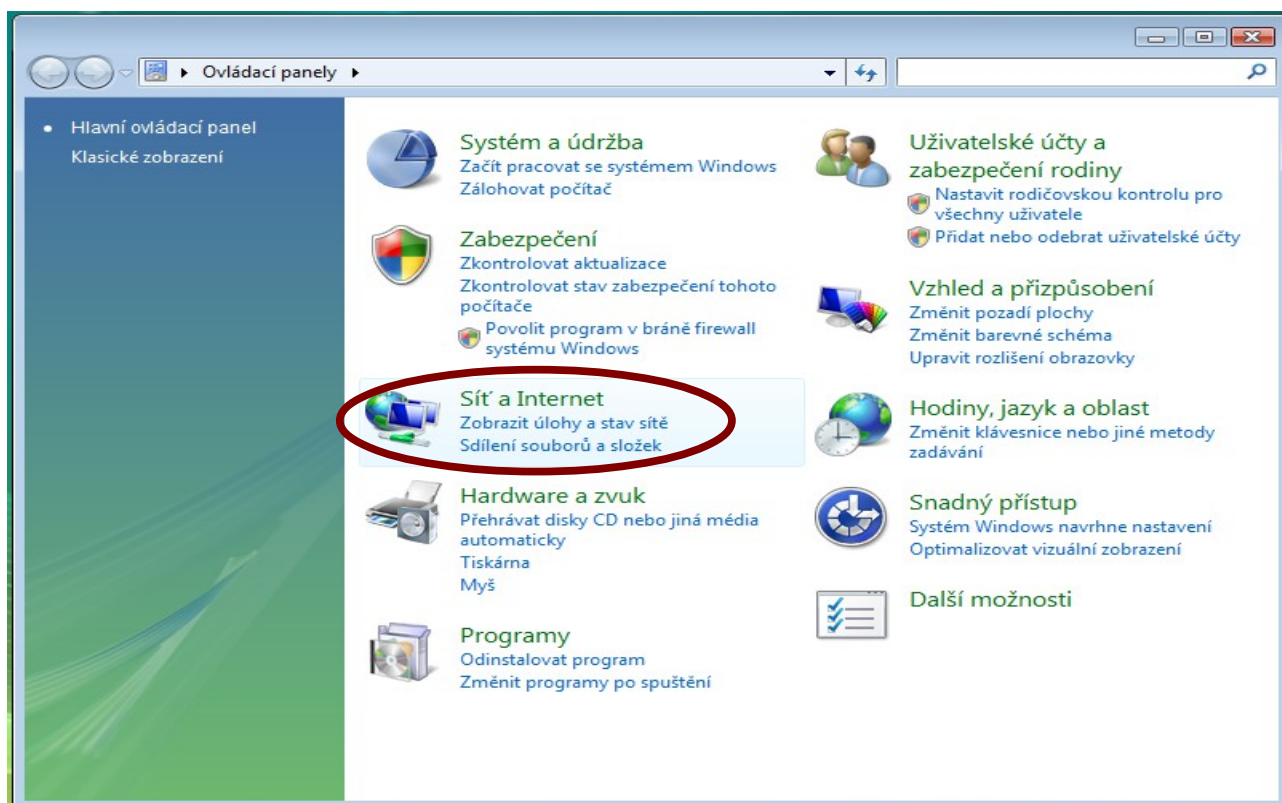 Ovládací panely
Hlavní ovládací panel
Klasické zobrazení
Systém a údržba
Začít pracovat se systémem Windows
Zálohovat počítač
Zabezpečení
Zkontrolovat aktualizace
Zkontrolovat stav zabezpečení tohoto
počítače
Povolit program v bráně firewall
systému Windows
Síť a Internet
Zobrazit úlohy a stav sítě
Sdílení souborů a složek
Hardware a zvuk
Přehrávat disky CD nebo jiná média
automaticky
Tiskárna
Myš
Programy
Odinstalovat program
Změnit programy po spuštění
Uživatelské účty a
zabezpečení rodiny
Nastavit rodičovskou kontrolu pro
všechny uživatele
Přidat nebo odebrat uživatelské účty
Vzhled a přizpůsobení
Změnit pozadí plochy
Změnit barevné schéma
Upravit rozlišení obrazovky
Hodiny, jazyk a oblast
Změnit klávesnice nebo jiné metody
zadávání
Snadný přístup
Systém Windows navrhne nastavení
Optimalizovat vizuální zobrazení
Další možnosti